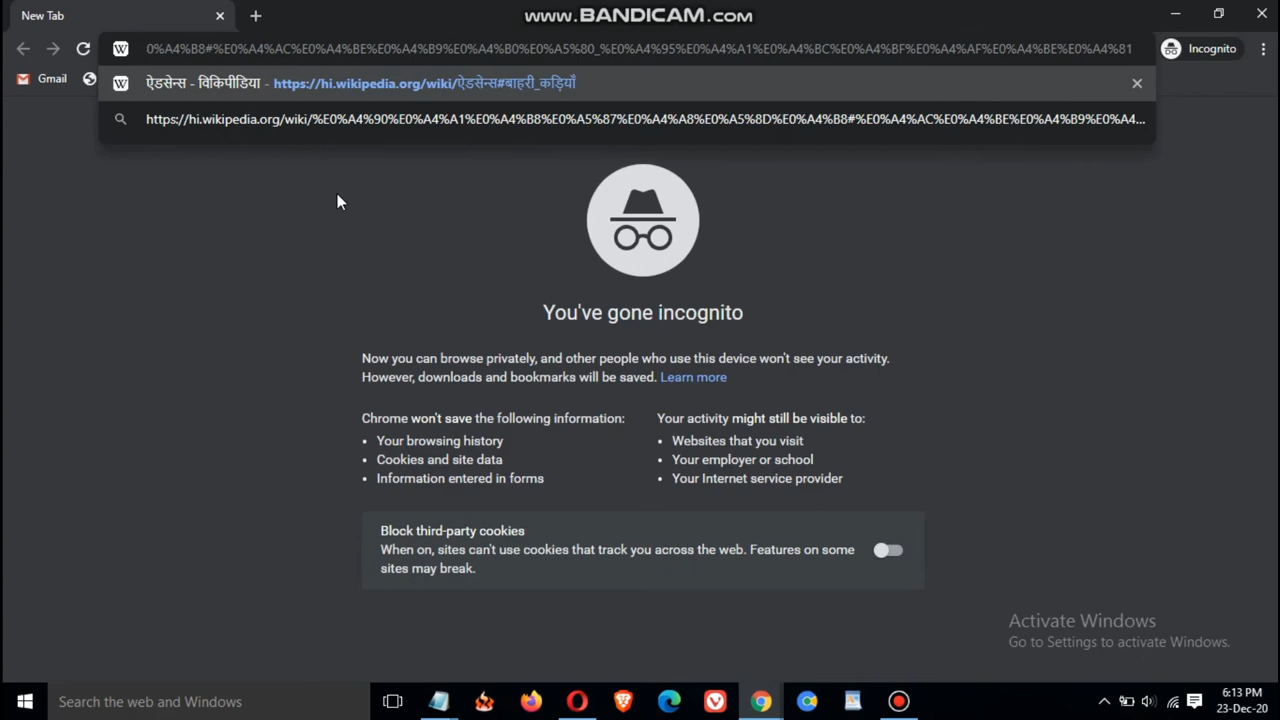 New Tab
www.BANDICAM.com
0%A4%B8#%E0%A4%AC%E0%A4%BE%E0%A4%B9%E0%A4%B0%E0%A5%80_%E0%A4%95%E0%A4%A1%E0%A4%BC%E0%A4%BF%E0%A4%AF%E0%A4%BE%E0%A4%81
Incognito
Gmail
ऐडसेन्स - विकिपीडिया - https://hi.wikipedia.org/wiki/ऐडसेन्स#बाहरी_कड़ियाँ
https://hi.wikipedia.org/wiki/%E0%A4%90%E0%A4%A1%E0%A4%B8%E0%A5%87%E0%A4%A8%E0%A5%8D%E0%A4%B8#%E0%A4%AC%E0%A4%BE%E0%A4%B9%E0%A4...
You've gone incognito
Now you can browse privately, and other people who use this device won't see your activity.
However, downloads and bookmarks will be saved. Learn more
Chrome won't save the following information:
Your browsing history
Cookies and site data
Information entered in forms
Your activity might still be visible to:
Websites that you visit
Your employer or school
Your Internet service provider
Block third-party cookies
When on, sites can't use cookies that track you across the web. Features on some
sites may break.
Activate Windows
Go to Settings to activate Windows.
Search the web and Windows
6:13 PM
23-Dec-20